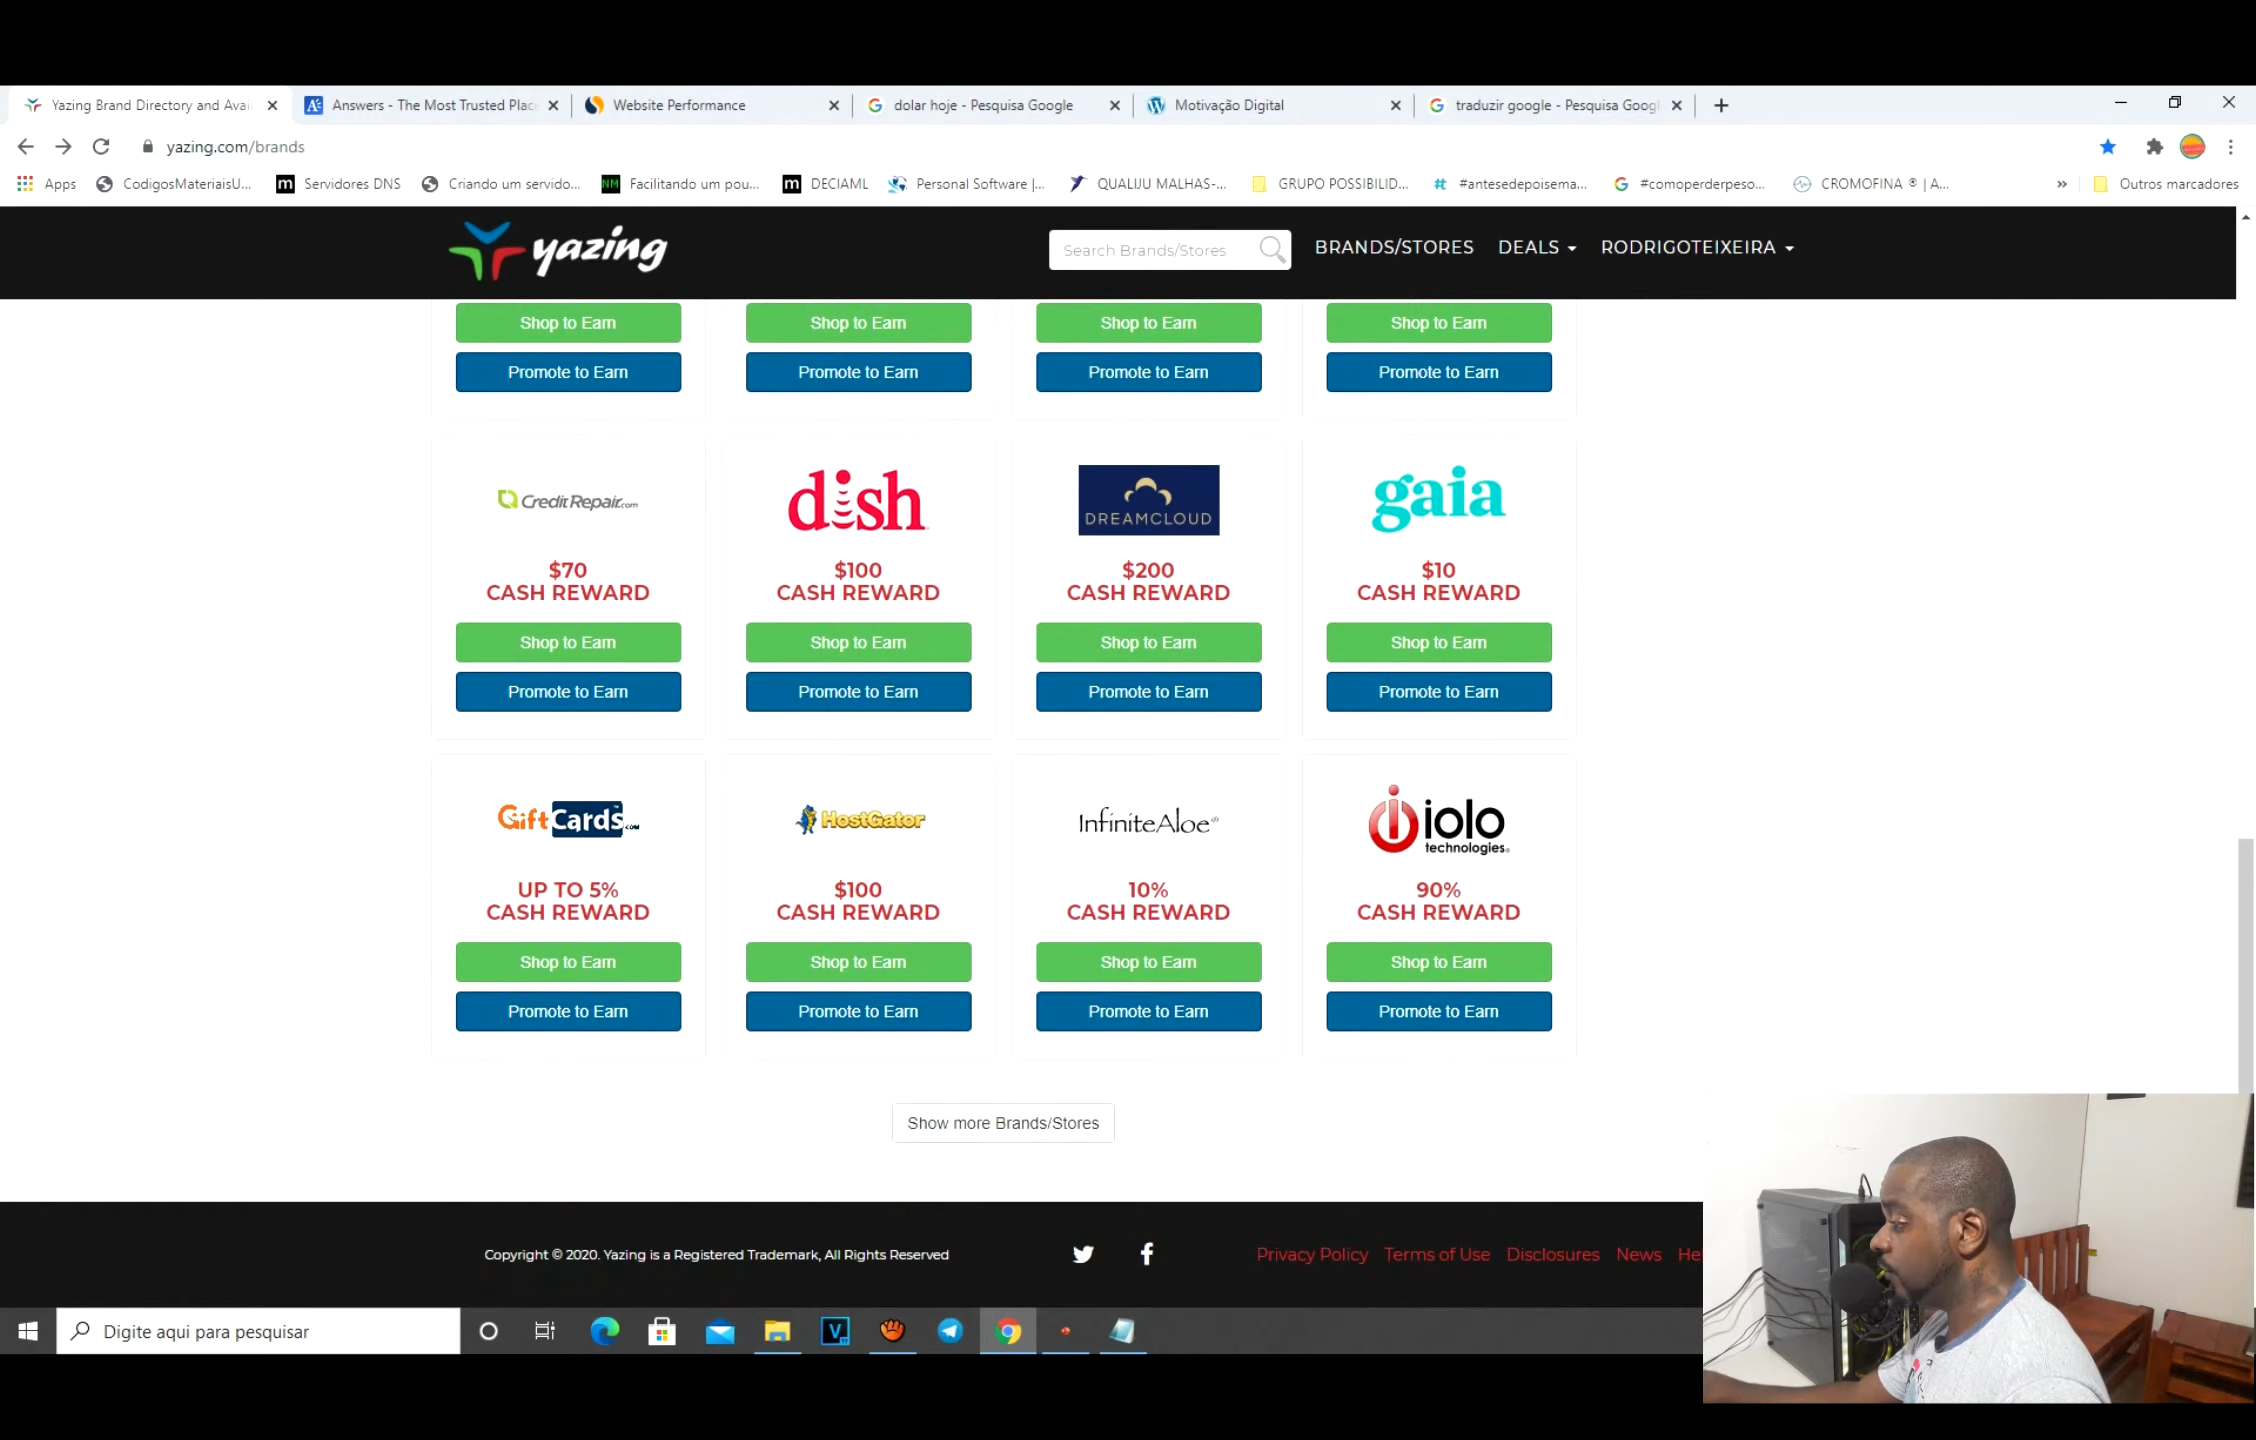 Yazing Brand Directory and Avai
Answers - The Most Trusted Plac
Website Performance
dolar hoje - Pesquisa Google
Motivação Digital
traduzir google - Pesquisa Googl
yazing.com/brands
Apps
CodigosMateriaisU...
m Servidores DNS
Criando um servido...
NM Facilitando um pou...
m DECIAML
Personal Software |...
QUALIJU MALHAS-...
GRUPO POSSIBILID...
#antesedepoisema...
#comoperderpeso...
CROMOFINA ® | A...
»
Outros marcadores
yazing
Search Brands/Stores
BRANDS/STORES
DEALS
RODRIGOTEIXEIRA
Shop to Earn Shop to Earn Shop to Earn Shop to Earn
Promote to Earn Promote to Earn Promote to Earn Promote to Earn
CreditRepair.com dish DREAMCLOUD gaia
$70 $100 $200 $10
CASH REWARD CASH REWARD CASH REWARD CASH REWARD
Shop to Earn Shop to Earn Shop to Earn Shop to Earn
Promote to Earn Promote to Earn Promote to Earn Promote to Earn
GiftCards.com HostGator InfiniteAloe® iolo
technologies®
UP TO 5% $100 10% 90%
CASH REWARD CASH REWARD CASH REWARD CASH REWARD
Shop to Earn Shop to Earn Shop to Earn Shop to Earn
Promote to Earn Promote to Earn Promote to Earn Promote to Earn
Show more Brands/Stores
Copyright © 2020. Yazing is a Registered Trademark, All Rights Reserved
Privacy Policy Terms of Use Disclosures News He
Digite aqui para pesquisar